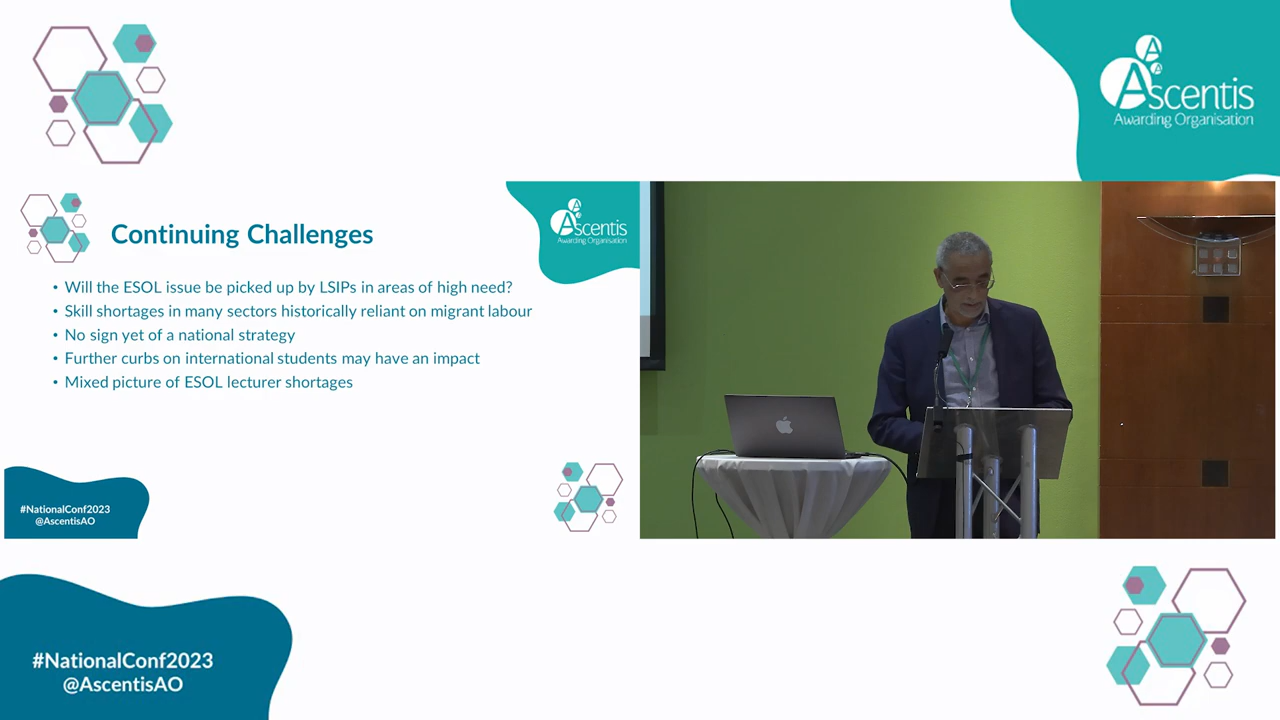 Ascentis
Awarding Organisation
Continuing Challenges
Ascentis
Awarding Organisation
• Will the ESOL issue be picked up by LSIPs in areas of high need?
• Skill shortages in many sectors historically reliant on migrant labour
• No sign yet of a national strategy
• Further curbs on international students may have an impact
• Mixed picture of ESOL lecturer shortages
#NationalConf2023
@AscentisAO
#NationalConf2023
@AscentisAO